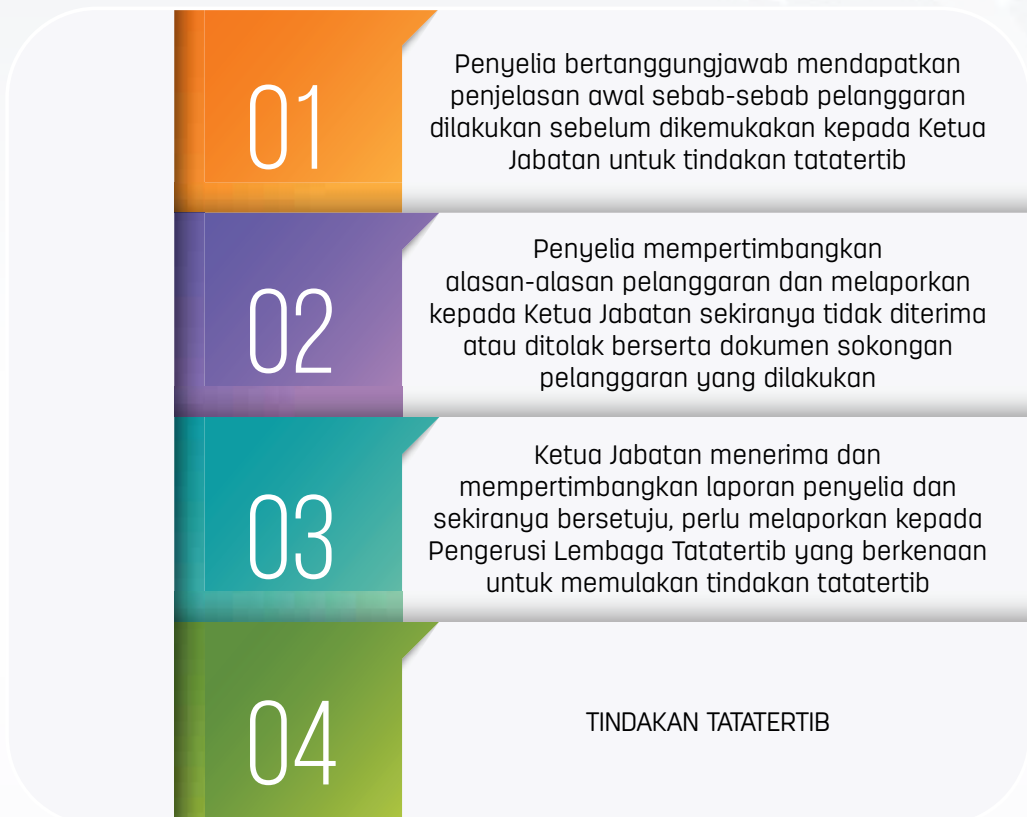 01
Penyelia bertanggungjawab mendapatkan
penjelasan awal sebab-sebab pelanggaran
dilakukan sebelum dikemukakan kepada Ketua
Jabatan untuk tindakan tatatertib
02
Penyelia mempertimbangkan
alasan-alasan pelanggaran dan melaporkan
kepada Ketua Jabatan sekiranya tidak diterima
atau ditolak berserta dokumen sokongan
pelanggaran yang dilakukan
03
Ketua Jabatan menerima dan
mempertimbangkan laporan penyelia dan
sekiranya bersetuju, perlu melaporkan kepada
Pengerusi Lembaga Tatatertib yang berkenaan
untuk memulakan tindakan tatatertib
04
TINDAKAN TATATERTIB